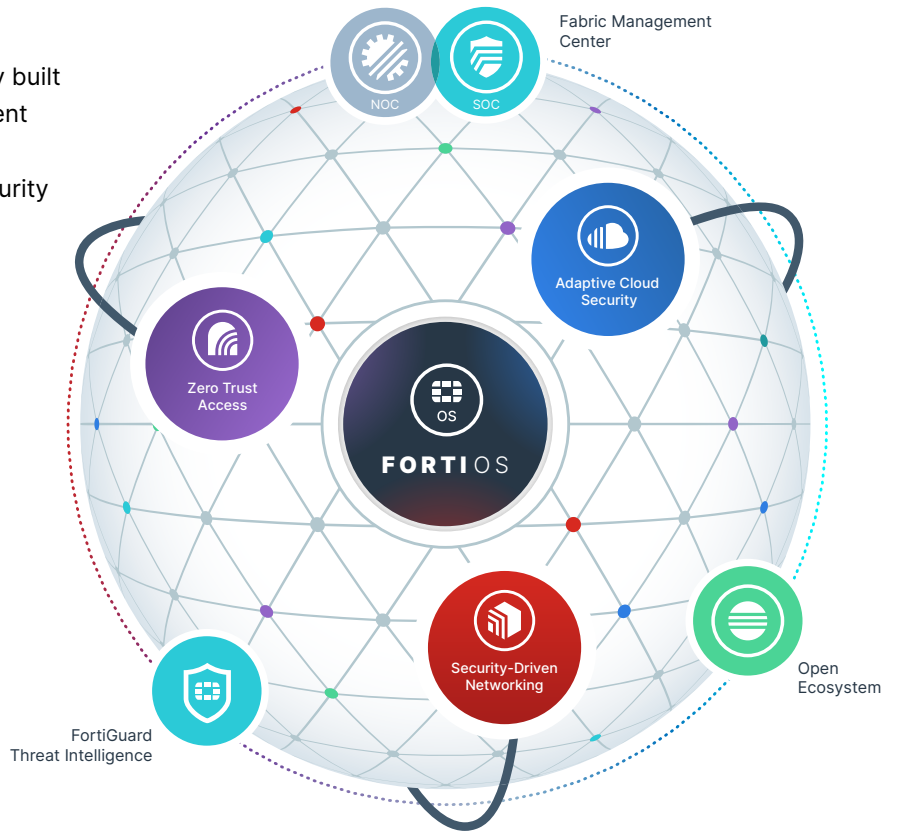 Fabric Management
Center
NOC
SOC
built
ent
urity
Adaptive Cloud
Security
Zero Trust
Access
OS
FORTIOS
Security-Driven
Networking
Open
Ecosystem
FortiGuard
Threat Intelligence